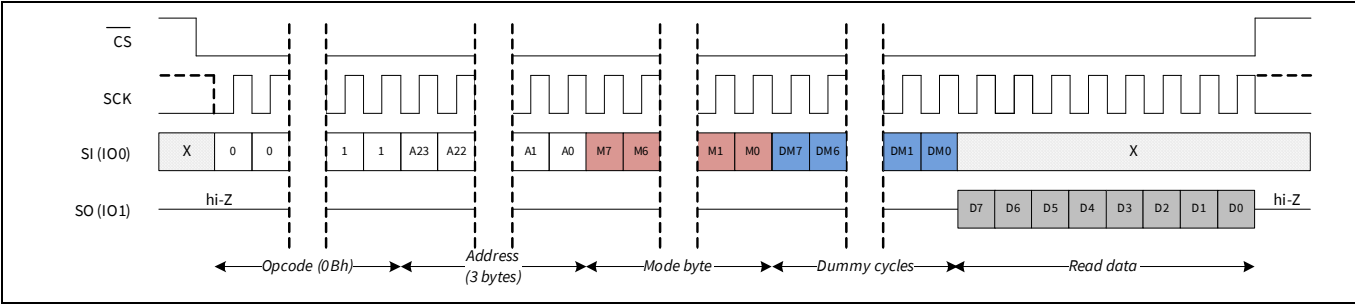 CS
SCK
SI (IO0) X 0 0 1 1 A23 A22 A1 A0 M7 M6 M1 M0 DM7 DM6 DM1 DM0 X
hi-Z
SO (IO1) D7 D6 D5 D4 D3 D2 D1 D0 hi-Z
Opcode (0Bh) Address
(3 bytes) Mode byte Dummy cycles Read data